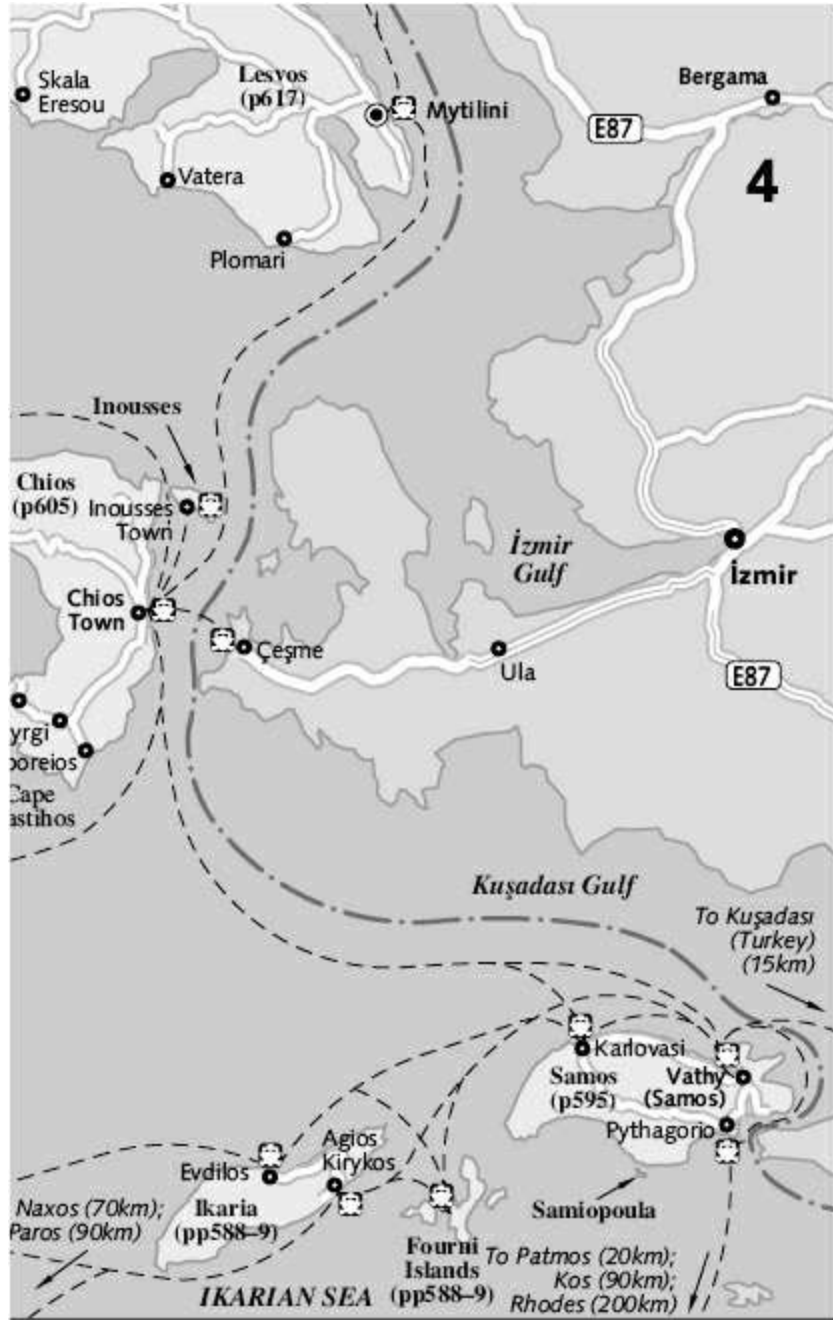 Skala
Eresou
Lesvos
(p617)
Mytilini
Bergama
E87
4
Vatera
Plomari
Inousses
Chios
(p605)
Inousses
Town
İzmir
Gulf
İzmir
Chios
Town
Çeşme
Ula
E87
yrgi
boreios
Cape
astihos
Kuşadası Gulf
To Kuşadası
(Turkey)
(15km)
Karlovasi
Samos
(p595)
Vathy
(Samos)
Pythagorio
Agios
Kirykos
Evdilos
Naxos (70km);
Paros (90km)
Ikaria
(pp588–9)
Samiopoula
Fourni
Islands
(pp588–9)
To Patmos (20km);
Kos (90km);
Rhodes (200km)
IKARIAN SEA